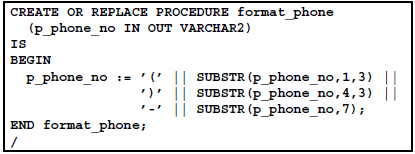 CREATE OR REPLACE PROCEDURE format_phone
(p_phone_no IN OUT VARCHAR2)
IS
BEGIN
p_phone_no := '(' || SUBSTR(p_phone_no,1,3) ||
')' || SUBSTR(p_phone_no,4,3) ||
'-' || SUBSTR(p_phone_no,7);
END format_phone;
/